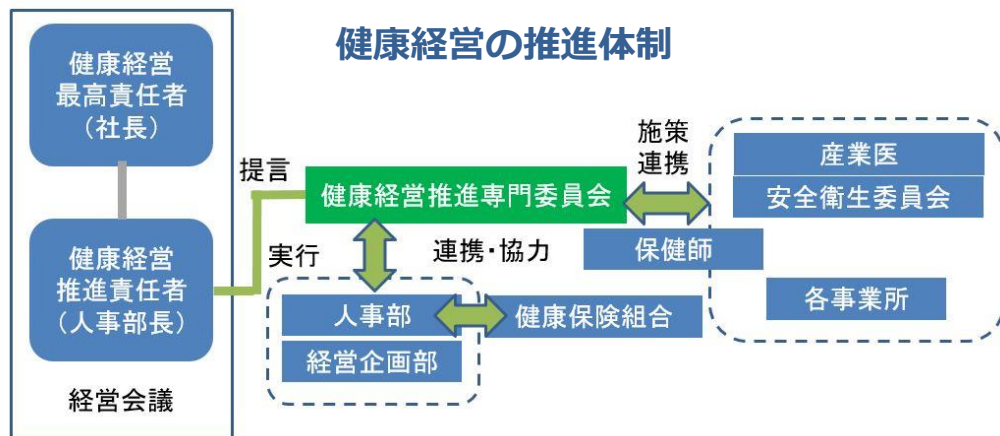 健康経営の推進体制
健康経営
最高責任者
（社長）
健康経営
推進責任者
（人事部長）
経営会議
提言
健康経営推進専門委員会
施策
連携
産業医
安全衛生委員会
保健師
各事業所
実行
連携・協力
人事部
健康保険組合
経営企画部